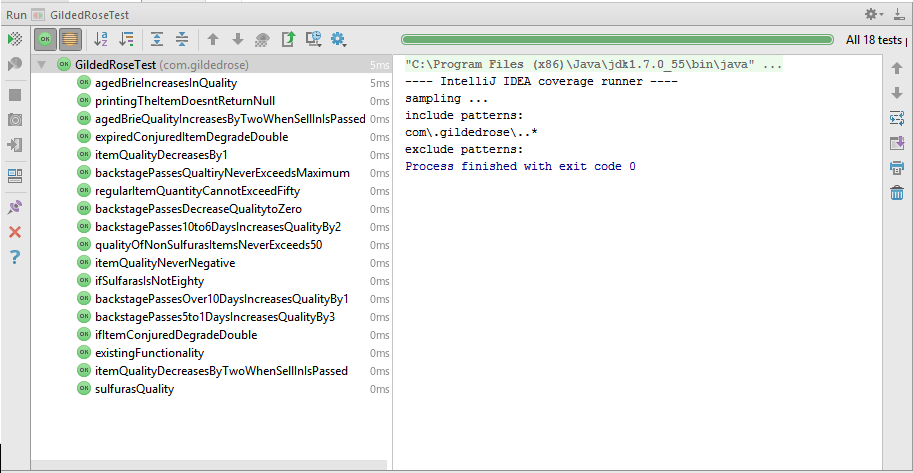 Run GildedRoseTest
All 18 tests p
GildedRoseTest (com.gildedrose) 5ms
agedBrieIncreasesInQuality 5ms
printingTheItemDoesntReturnNull 0ms
agedBrieQualityIncreasesByTwoWhenSellInIsPassed 0ms
expiredConjuredItemDegradeDouble 0ms
itemQualityDecreasesBy1 0ms
backstagePassesQualtiryNeverExceedsMaximum 0ms
regularItemQuantityCannotExceedFifty 0ms
backstagePassesDecreaseQualitytoZero 0ms
backstagePasses10to6DaysIncreasesQualityBy2 0ms
qualityOfNonSulfurasItemsNeverExceeds50 0ms
itemQualityNeverNegative 0ms
ifSulfarasIsNotEighty 0ms
backstagePassesOver10DaysIncreasesQualityBy1 0ms
backstagePasses5to1DaysIncreasesQualityBy3 0ms
ifItemConjuredDegradeDouble 0ms
existingFunctionality 0ms
itemQualityDecreasesByTwoWhenSellInIsPassed 0ms
sulfurasQuality 0ms
"C:\Program Files (x86)\Java\jdk1.7.0_55\bin\java" ...
---- IntelliJ IDEA coverage runner ----
sampling ...
include patterns:
com\.gildedrose\..*
exclude patterns:
Process finished with exit code 0